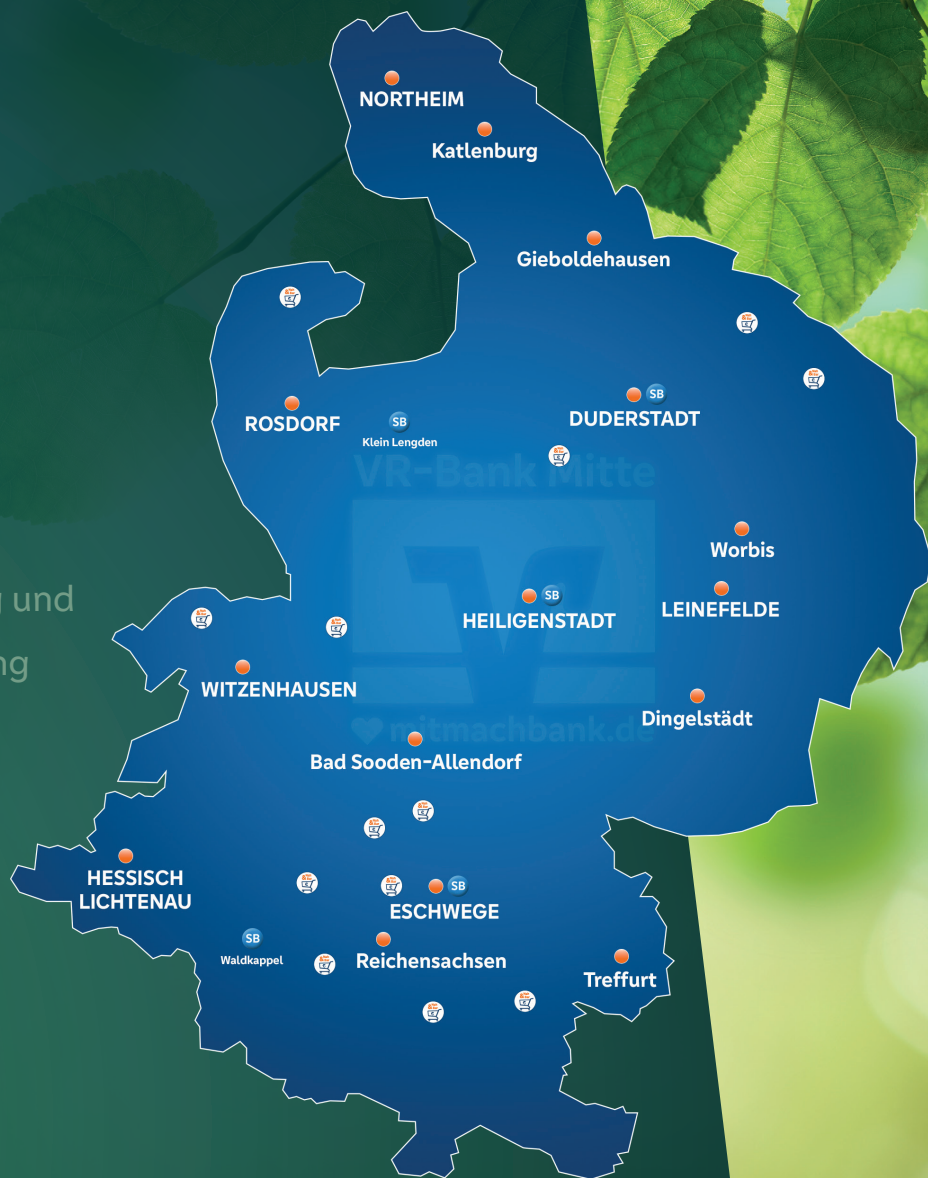 NORTHEIM
Katlenburg
Gieboldehausen
ROSDORF
SB
Klein Lengden
SB
DUDERSTADT
VR-Bank Mitte
Worbis
SB
HEILIGENSTADT
LEINEFELDE
und
ng
WITZENHAUSEN
Dingelstädt
mitmachbank.de
Bad Sooden-Allendorf
HESSISCH
LICHTENAU
SB
ESCHWEGE
SB
Waldkappel
Reichensachsen
Treffurt